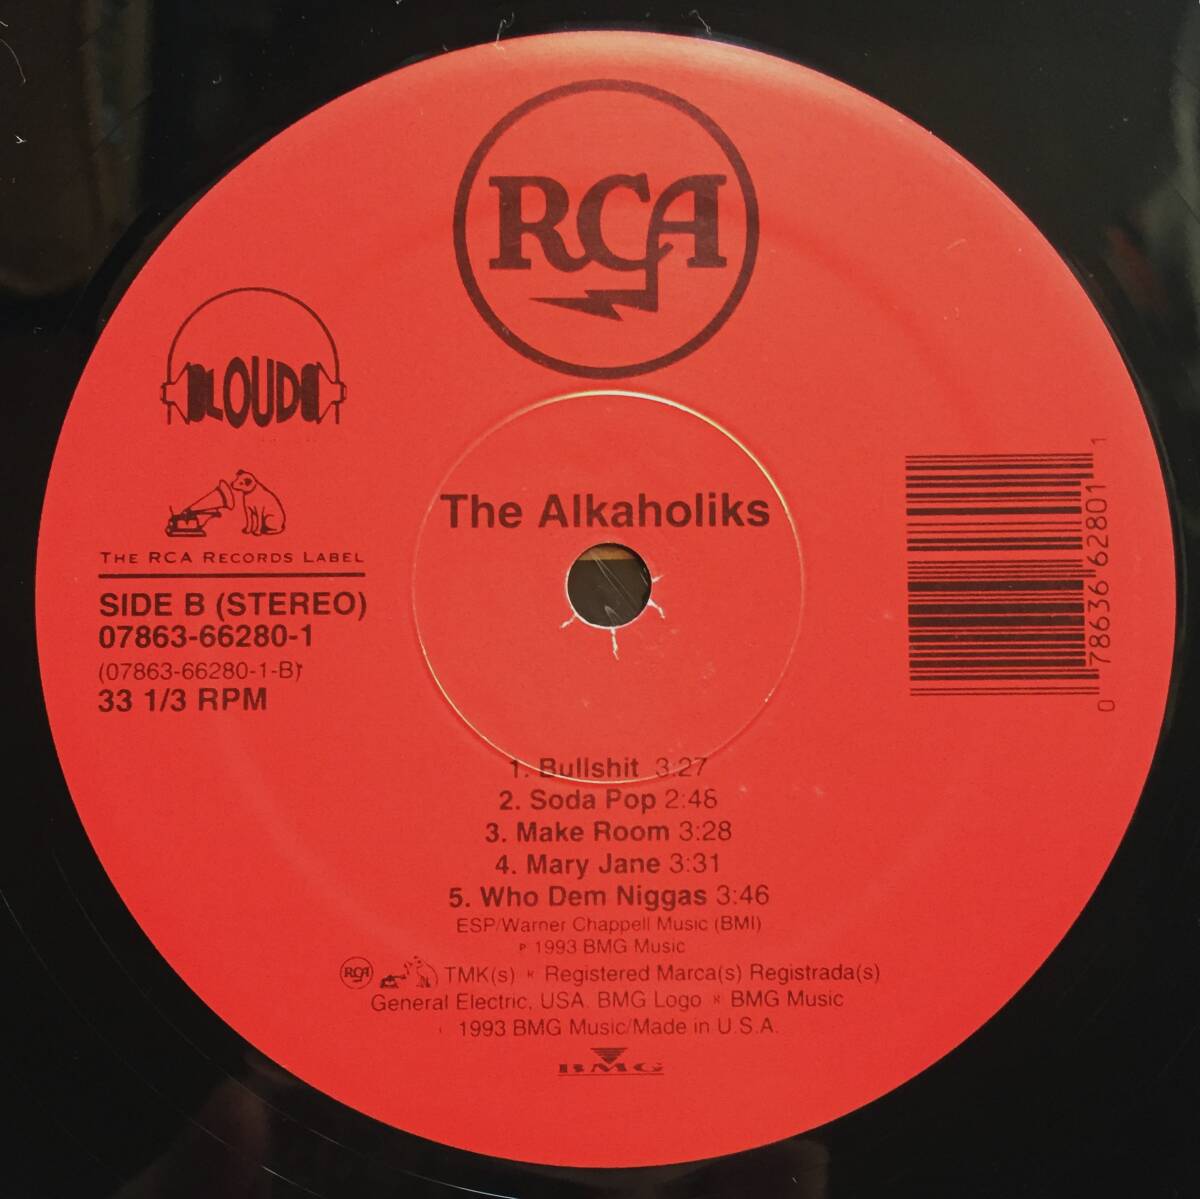 RCA
LOUD
The Alkaholiks
THE RCA RECORDS LABEL
SIDE B (STEREO)
07863-66280-1
(07863-66280-1-B)
33 1/3 RPM
0 78636 62801 1
1. Bullshit 3:27
2. Soda Pop 2:48
3. Make Room 3:28
4. Mary Jane 3:31
5. Who Dem Niggas 3:46
ESP/Warner Chappell Music (BMI)
℗ 1993 BMG Music
RCA TMK(s) ® Registered Marca(s) Registrada(s)
General Electric, USA. BMG Logo ® BMG Music
1993 BMG Music/Made in U.S.A.
BMG